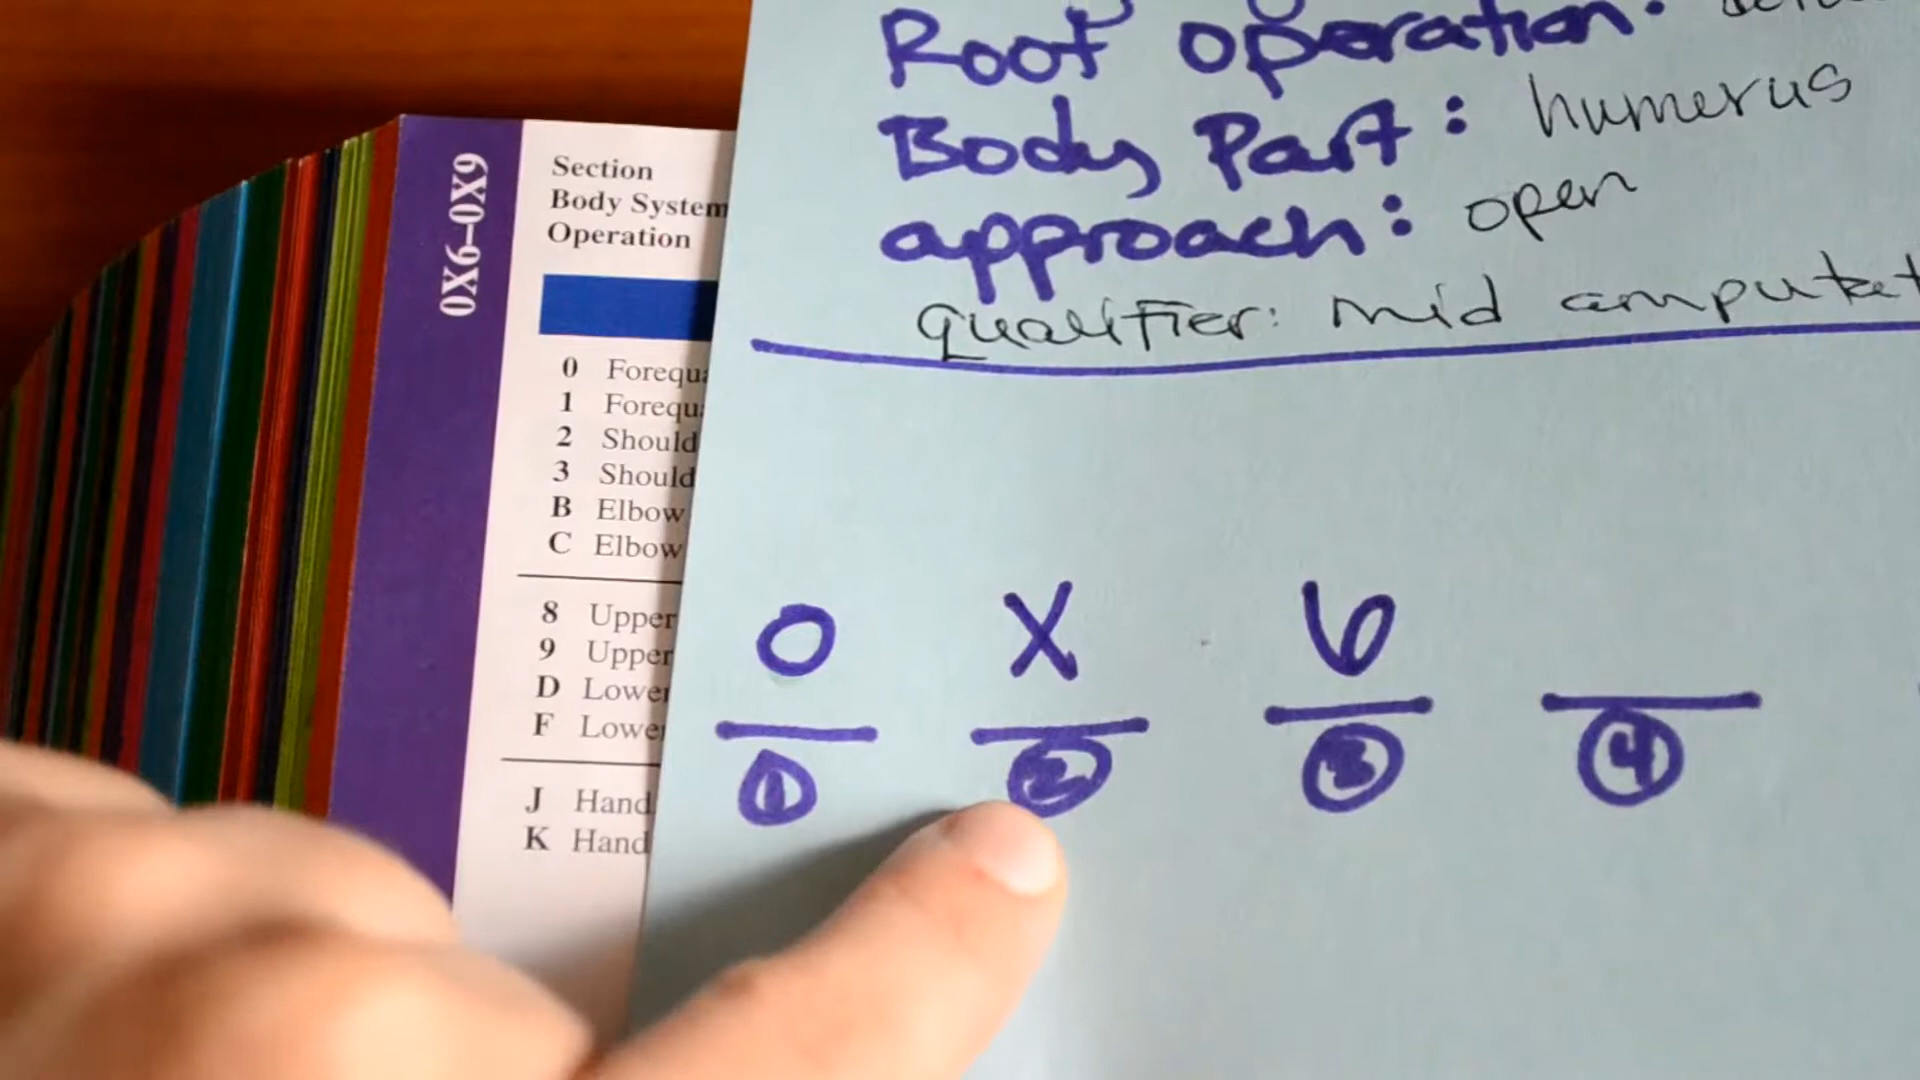 0X6–0X9
Section
Body System
Operation
0 Forequa
1 Forequa
2 Should
3 Should
B Elbow
C Elbow
8 Upper
9 Upper
D Lower
F Lower
J Hand
K Hand
Root operation:
Body Part: humerus
approach: open
qualifier: mid amputat
0 X 6
1 2 3 4